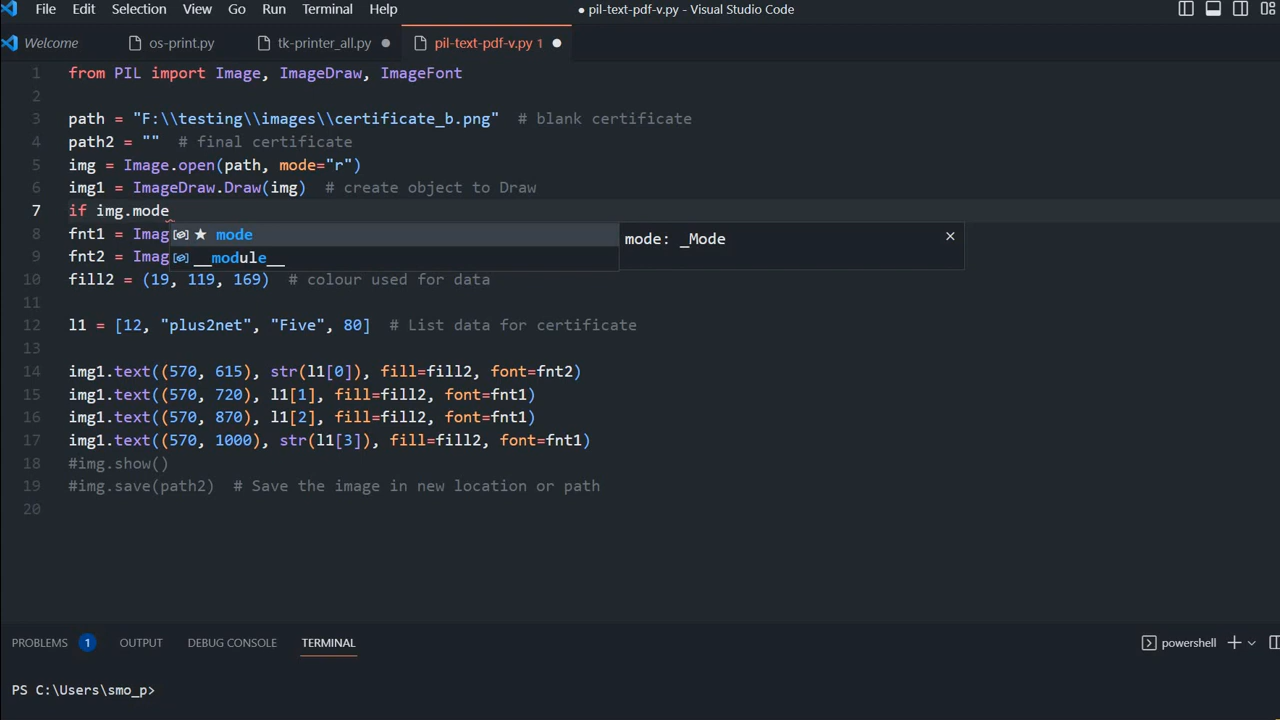 File Edit Selection View Go Run Terminal Help ● pil-text-pdf-v.py - Visual Studio Code
Welcome os-print.py tk-printer_all.py ● pil-text-pdf-v.py 1 ●
1 from PIL import Image, ImageDraw, ImageFont
2
3 path = "F:\\testing\\images\\certificate_b.png"  # blank certificate
4 path2 = ""  # final certificate
5 img = Image.open(path, mode="r")
6 img1 = ImageDraw.Draw(img)  # create object to Draw
7 if img.mode
mode
mode: _Mode
8 fnt1 = Imag
9 fnt2 = Imag
__module__
10 fill2 = (19, 119, 169)  # colour used for data
11
12 l1 = [12, "plus2net", "Five", 80]  # List data for certificate
13
14 img1.text((570, 615), str(l1[0]), fill=fill2, font=fnt2)
15 img1.text((570, 720), l1[1], fill=fill2, font=fnt1)
16 img1.text((570, 870), l1[2], fill=fill2, font=fnt1)
17 img1.text((570, 1000), str(l1[3]), fill=fill2, font=fnt1)
18 #img.show()
19 #img.save(path2)  # Save the image in new location or path
20
PROBLEMS 1 OUTPUT DEBUG CONSOLE TERMINAL powershell
PS C:\Users\smo_p>